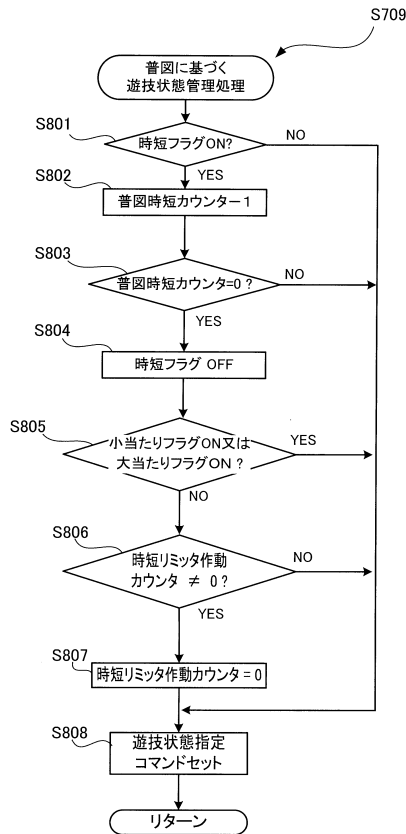 S709
普図に基づく
遊技状態管理処理
S801
時短フラグON?
NO
YES
S802
普図時短カウンター1
S803
普図時短カウンタ=0 ?
NO
YES
S804
時短フラグ OFF
S805
小当たりフラグON又は
大当たりフラグON ?
YES
NO
S806
時短リミッタ作動
カウンタ ≠ 0 ?
NO
YES
S807
時短リミッタ作動カウンタ = 0
S808
遊技状態指定
コマンドセット
リターン